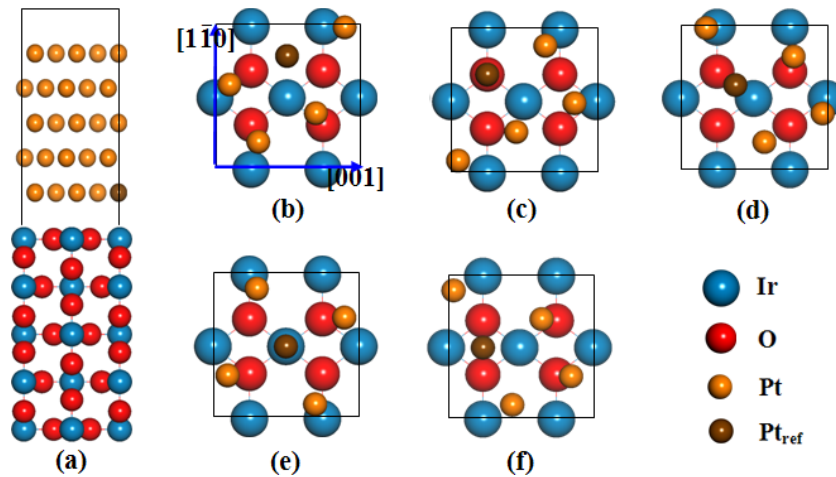 [11̄0]
[001]
(b)
(c)
(d)
(a)
(e)
(f)
Ir
O
Pt
Pt_ref